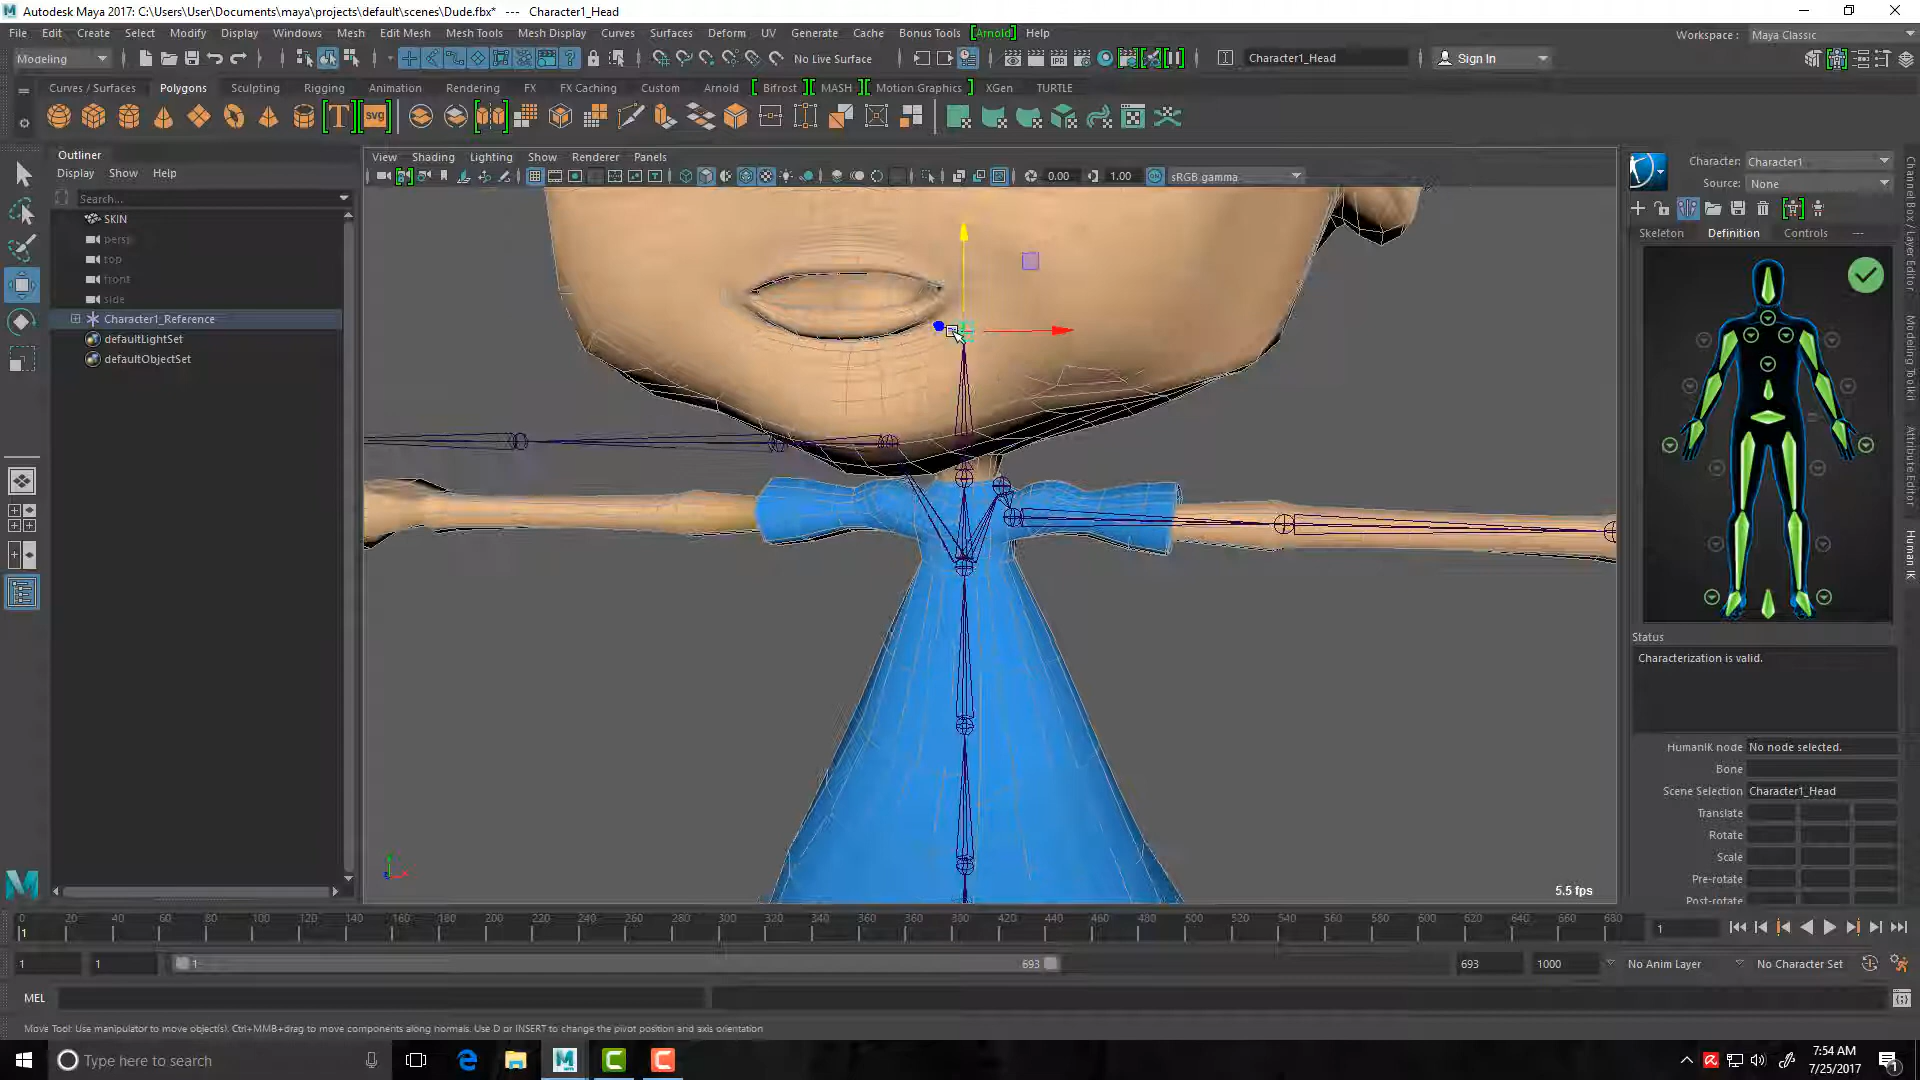 Autodesk Maya 2017: C:\Users\User\Documents\maya\projects\default\scenes\Dude.fbx*   ---   Character1_Head
File Edit Create Select Modify Display Windows Mesh Edit Mesh Mesh Tools Mesh Display Curves Surfaces Deform UV Generate Cache Bonus Tools [Arnold] Help
Workspace : Maya Classic
Modeling
No Live Surface
Character1_Head
Sign In
Curves / Surfaces Polygons Sculpting Rigging Animation Rendering FX FX Caching Custom Arnold Bifrost MASH Motion Graphics XGen TURTLE
T
svg
Outliner
Display Show Help
Search...
SKIN
persp
top
front
side
Character1_Reference
defaultLightSet
defaultObjectSet
View Shading Lighting Show Renderer Panels
0.00 1.00 sRGB gamma
5.5 fps
Character: Character1
Source: None
Skeleton Definition Controls ---
Status
Characterization is valid.
HumanIK node No node selected.
Bone
Scene Selection Character1_Head
Translate
Rotate
Scale
Pre-rotate
Post-rotate
Channel Box / Layer Editor
Modeling Toolkit
Attribute Editor
Human IK
0 20 40 60 80 100 120 140 160 180 200 220 240 260 280 300 320 340 360 380 400 420 440 460 480 500 520 540 560 580 600 620 640 660 680
1
1
1 1 1 693 693 1000 No Anim Layer No Character Set
MEL
Move Tool: Use manipulator to move object(s). Ctrl+MMB+drag to move components along normals. Use D or INSERT to change the pivot position and axis orientation
Type here to search
7:54 AM
7/25/2017
1